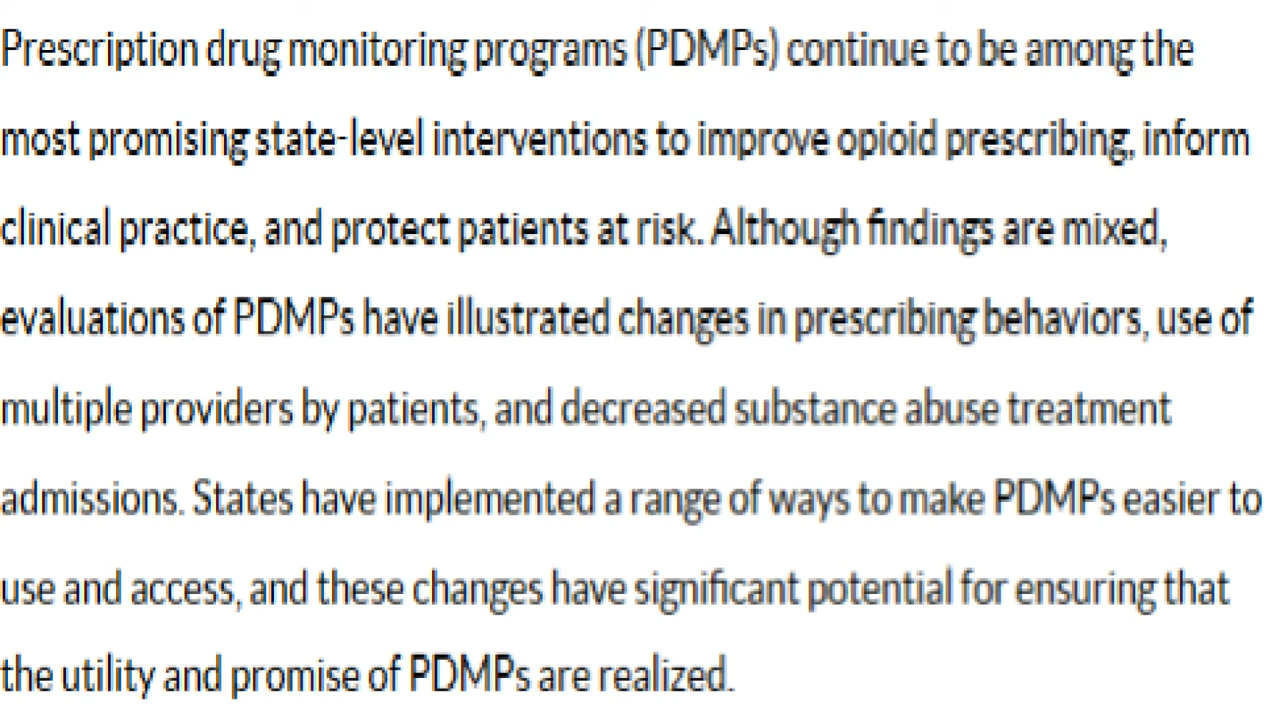 Prescription drug monitoring programs (PDMPs) continue to be among the
most promising state-level interventions to improve opioid prescribing, inform
clinical practice, and protect patients at risk. Although findings are mixed,
evaluations of PDMPs have illustrated changes in prescribing behaviors, use of
multiple providers by patients, and decreased substance abuse treatment
admissions. States have implemented a range of ways to make PDMPs easier to
use and access, and these changes have significant potential for ensuring that
the utility and promise of PDMPs are realized.